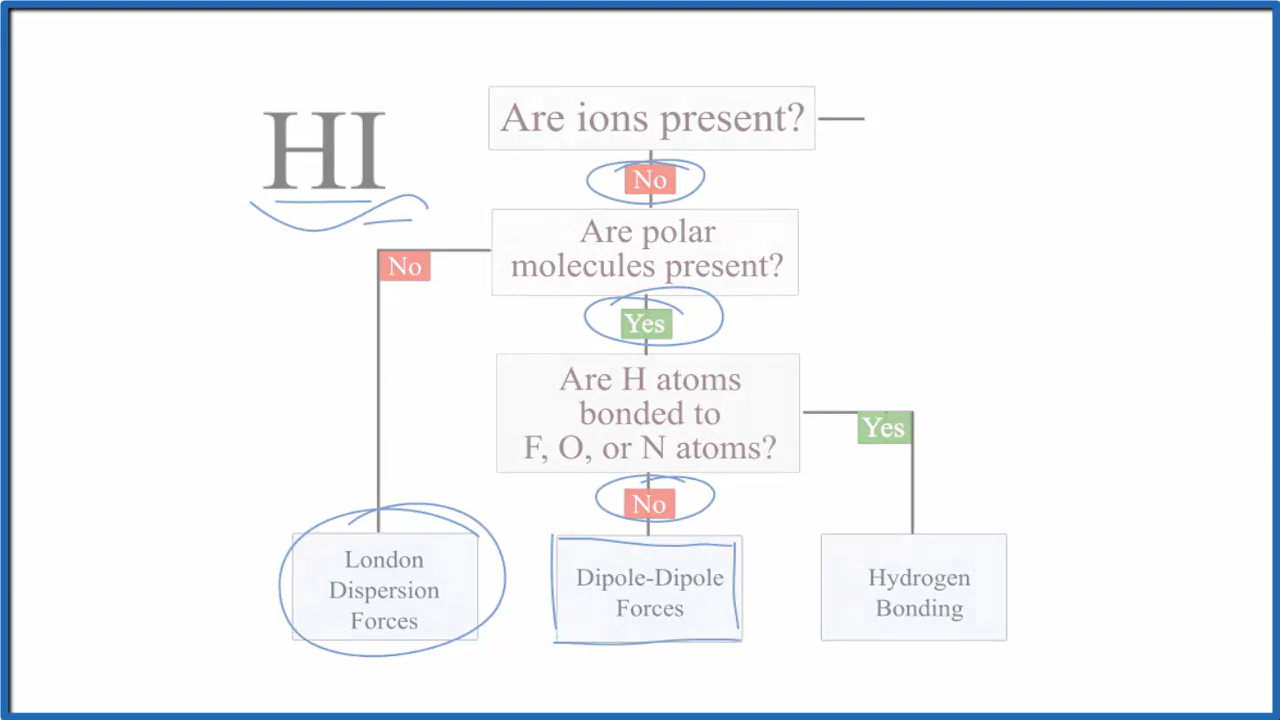 HI
Are ions present?
No
Are polar
molecules present?
No
Yes
Are H atoms
bonded to
F, O, or N atoms?
Yes
No
London
Dispersion
Forces
Dipole-Dipole
Forces
Hydrogen
Bonding